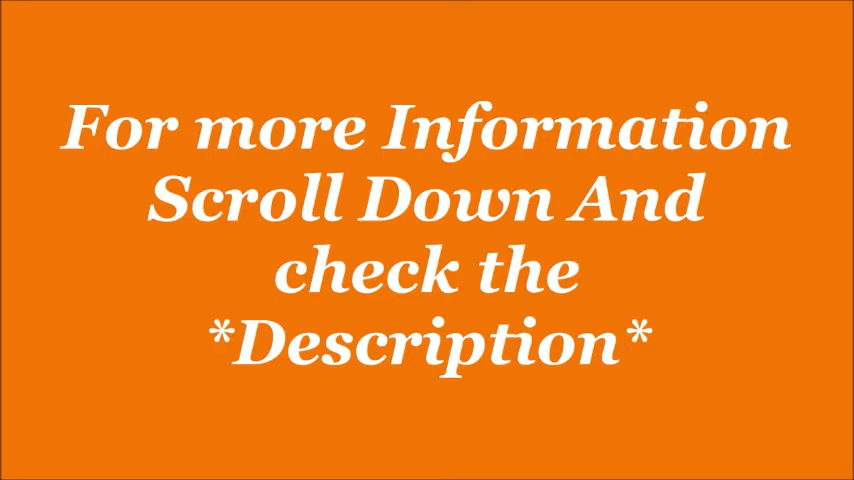 For more Information
Scroll Down And
check the
*Description*